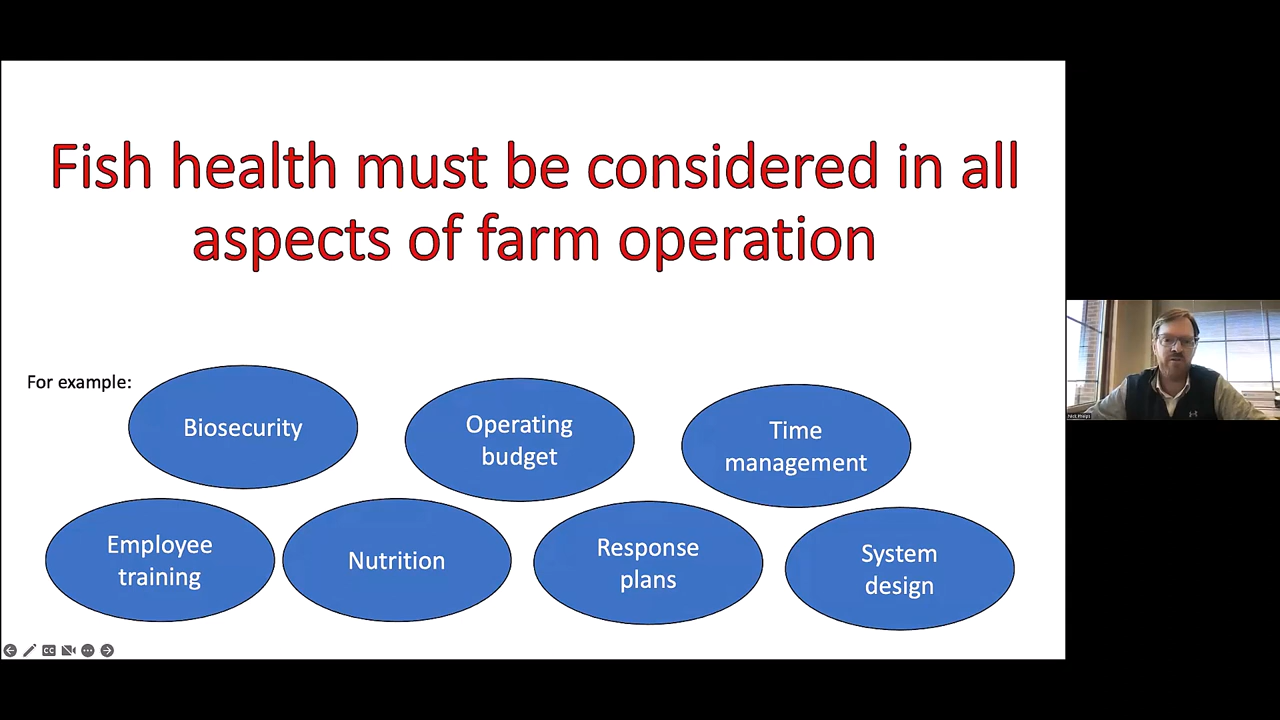 Fish health must be considered in all
aspects of farm operation
For example:
Biosecurity
Operating
budget
Time
management
Employee
training
Nutrition
Response
plans
System
design
CC